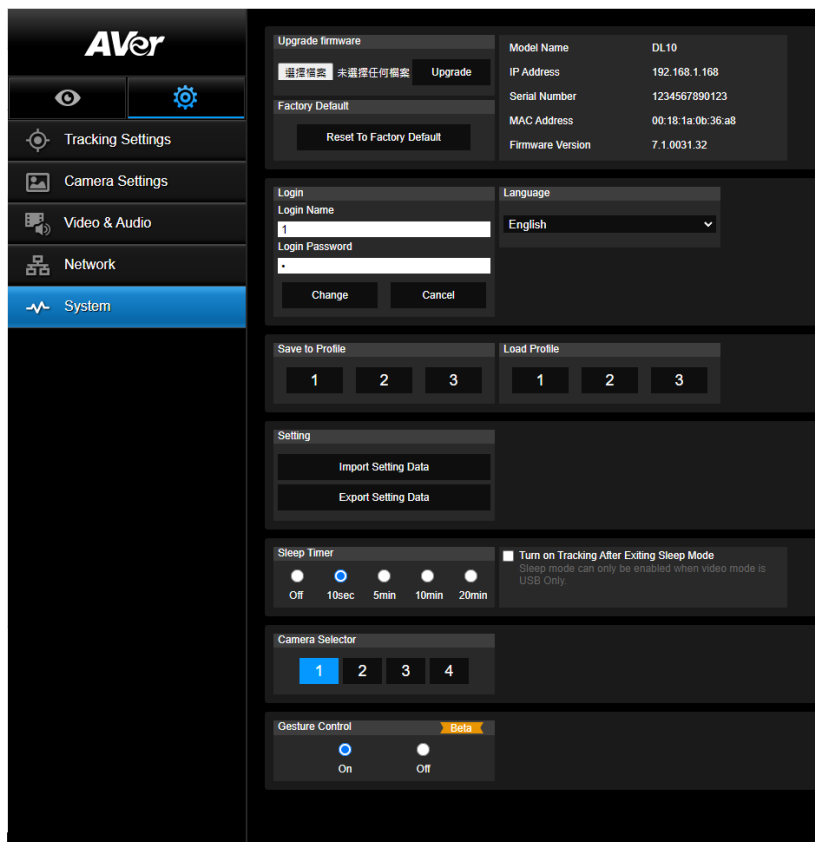 AVer
Tracking Settings
Camera Settings
Video & Audio
Network
System
Upgrade firmware
選擇檔案 未選擇任何檔案 Upgrade
Factory Default
Reset To Factory Default
Model Name DL10
IP Address 192.168.1.168
Serial Number 1234567890123
MAC Address 00:18:1a:0b:36:a8
Firmware Version 7.1.0031.32
Login
Login Name
1
Login Password
•
Change Cancel
Language
English
Save to Profile
1 2 3
Load Profile
1 2 3
Setting
Import Setting Data
Export Setting Data
Sleep Timer
Off 10sec 5min 10min 20min
Turn on Tracking After Exiting Sleep Mode
Sleep mode can only be enabled when video mode is
USB Only.
Camera Selector
1 2 3 4
Gesture Control Beta
On Off